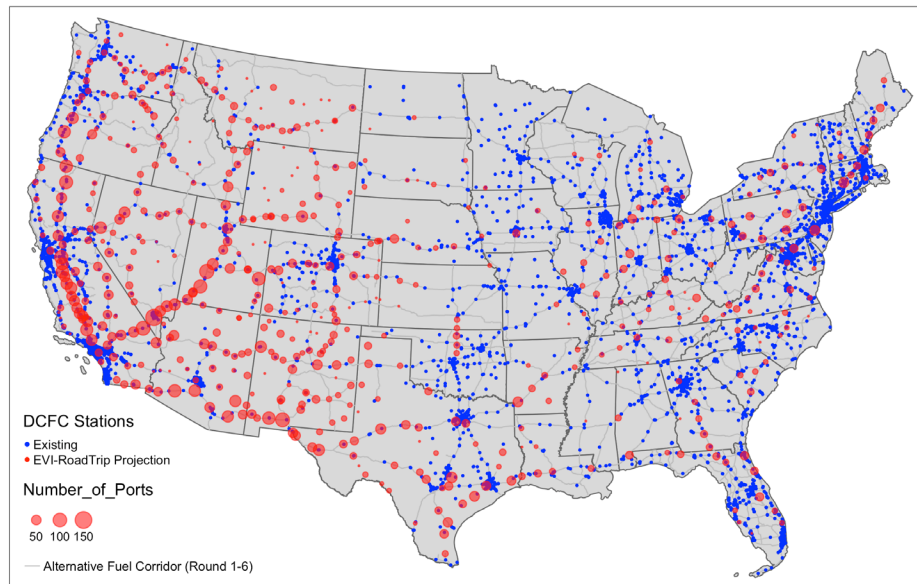 DCFC Stations
Existing
EVI-RoadTrip Projection
Number_of_Ports
50 100 150
Alternative Fuel Corridor (Round 1-6)